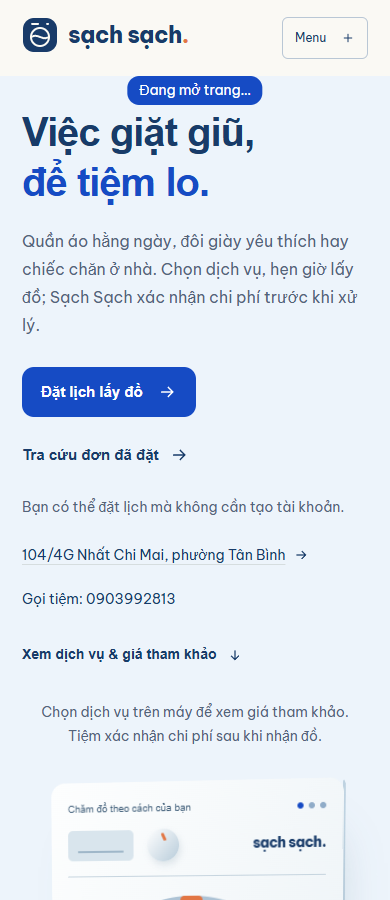 sạch sạch.
Menu +
Đang mở trang...
Việc giặt giũ,
để tiệm lo.
Quần áo hằng ngày, đôi giày yêu thích hay
chiếc chăn ở nhà. Chọn dịch vụ, hẹn giờ lấy
đồ; Sạch Sạch xác nhận chi phí trước khi xử
lý.
Đặt lịch lấy đồ →
Tra cứu đơn đã đặt →
Bạn có thể đặt lịch mà không cần tạo tài khoản.
104/4G Nhất Chi Mai, phường Tân Bình →
Gọi tiệm: 0903992813
Xem dịch vụ & giá tham khảo ↓
Chọn dịch vụ trên máy để xem giá tham khảo.
Tiệm xác nhận chi phí sau khi nhận đồ.
Chăm đồ theo cách của bạn
sạch sạch.